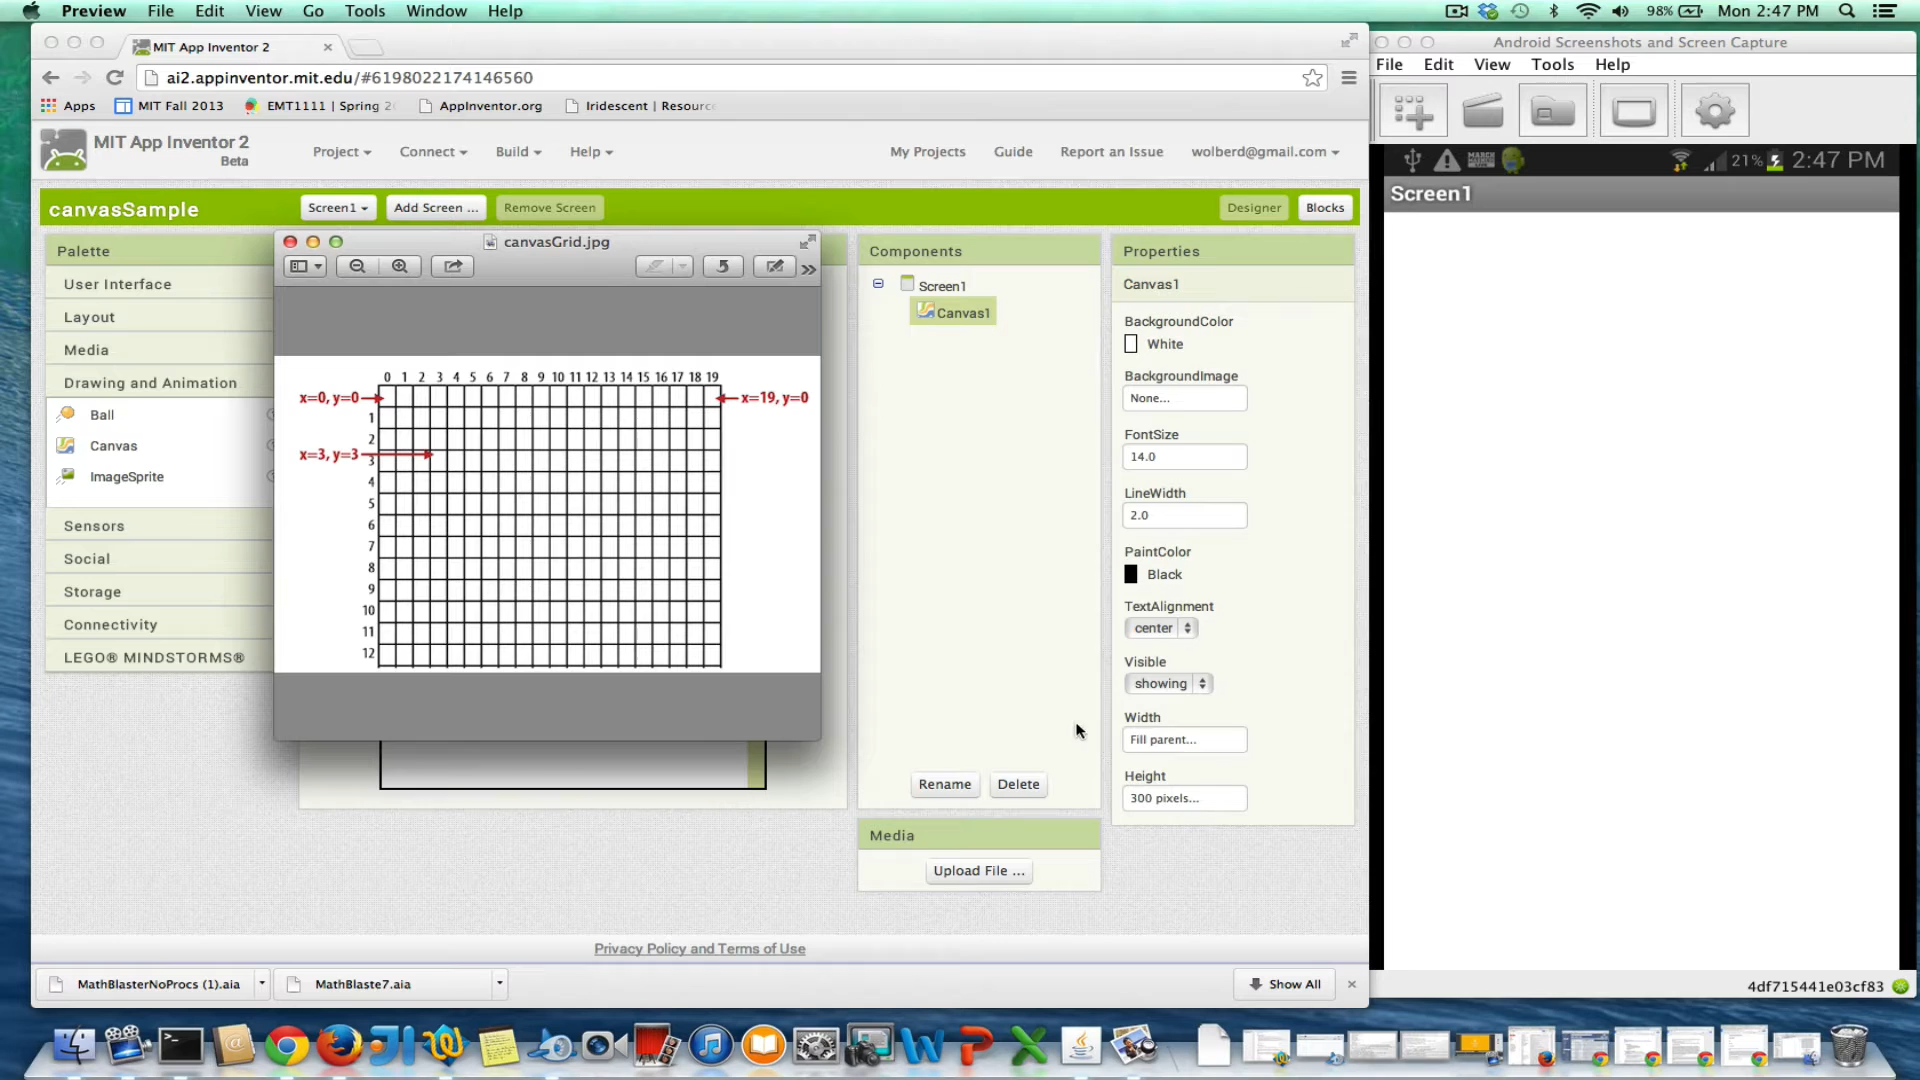 Preview File Edit View Go Tools Window Help
98% Mon 2:47 PM
MIT App Inventor 2
ai2.appinventor.mit.edu/#6198022174146560
Apps MIT Fall 2013 EMT1111 | Spring 2 AppInventor.org Iridescent | Resourc
MIT App Inventor 2
Beta
Project Connect Build Help
My Projects Guide Report an Issue wolberd@gmail.com
canvasSample
Screen1 Add Screen ... Remove Screen
Designer Blocks
Palette
User Interface
Layout
Media
Drawing and Animation
Ball
Canvas
ImageSprite
Sensors
Social
Storage
Connectivity
LEGO® MINDSTORMS®
canvasGrid.jpg
0 1 2 3 4 5 6 7 8 9 10 11 12 13 14 15 16 17 18 19
x=0, y=0
x=19, y=0
1
2
x=3, y=3
3
4
5
6
7
8
9
10
11
12
Components
Screen1
Canvas1
Rename Delete
Media
Upload File ...
Properties
Canvas1
BackgroundColor
White
BackgroundImage
None...
FontSize
14.0
LineWidth
2.0
PaintColor
Black
TextAlignment
center
Visible
showing
Width
Fill parent...
Height
300 pixels...
Privacy Policy and Terms of Use
MathBlasterNoProcs (1).aia MathBlaste7.aia Show All
Android Screenshots and Screen Capture
File Edit View Tools Help
21% 2:47 PM
Screen1
4df715441e03cf83